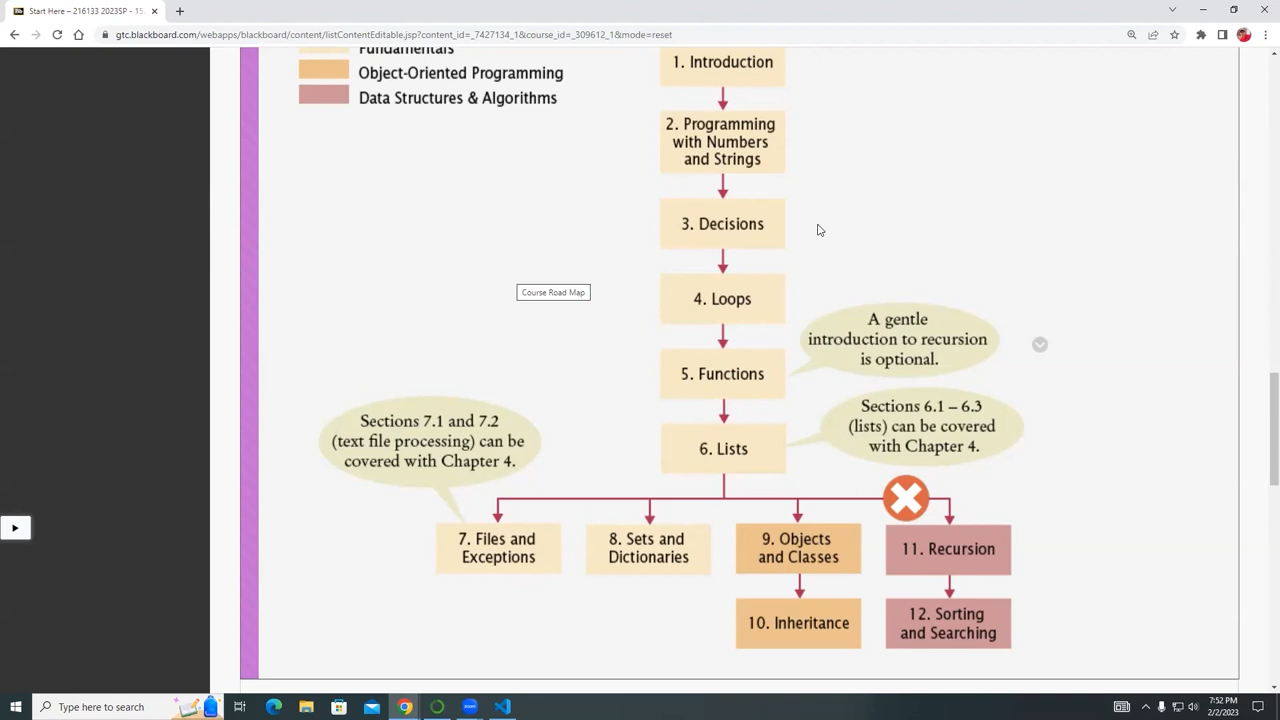 Start Here – 216133 2023SP - 15.
gtc.blackboard.com/webapps/blackboard/content/listContentEditable.jsp?content_id=_7427134_1&course_id=_309612_1&mode=reset
Fundamentals
Object-Oriented Programming
Data Structures & Algorithms
1. Introduction
2. Programming
with Numbers
and Strings
3. Decisions
Course Road Map
4. Loops
A gentle
introduction to recursion
is optional.
5. Functions
Sections 6.1 – 6.3
(lists) can be covered
with Chapter 4.
6. Lists
Sections 7.1 and 7.2
(text file processing) can be
covered with Chapter 4.
7. Files and
Exceptions
8. Sets and
Dictionaries
9. Objects
and Classes
11. Recursion
10. Inheritance
12. Sorting
and Searching
Type here to search
7:52 PM
2/2/2023